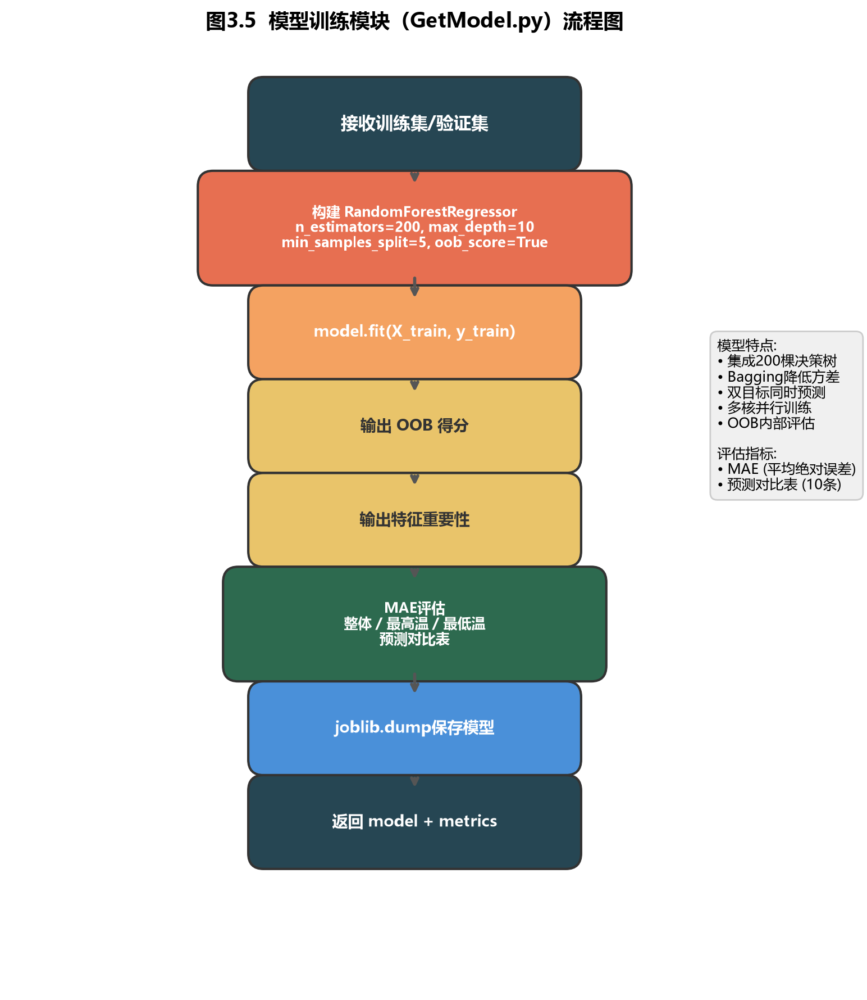 图3.5 模型训练模块（GetModel.py）流程图
接收训练集/验证集
构建 RandomForestRegressor
n_estimators=200, max_depth=10
min_samples_split=5, oob_score=True
model.fit(X_train, y_train)
输出 OOB 得分
输出特征重要性
MAE评估
整体 / 最高温 / 最低温
预测对比表
joblib.dump保存模型
返回 model + metrics
模型特点:
• 集成200棵决策树
• Bagging降低方差
• 双目标同时预测
• 多核并行训练
• OOB内部评估
评估指标:
• MAE (平均绝对误差)
• 预测对比表 (10条)